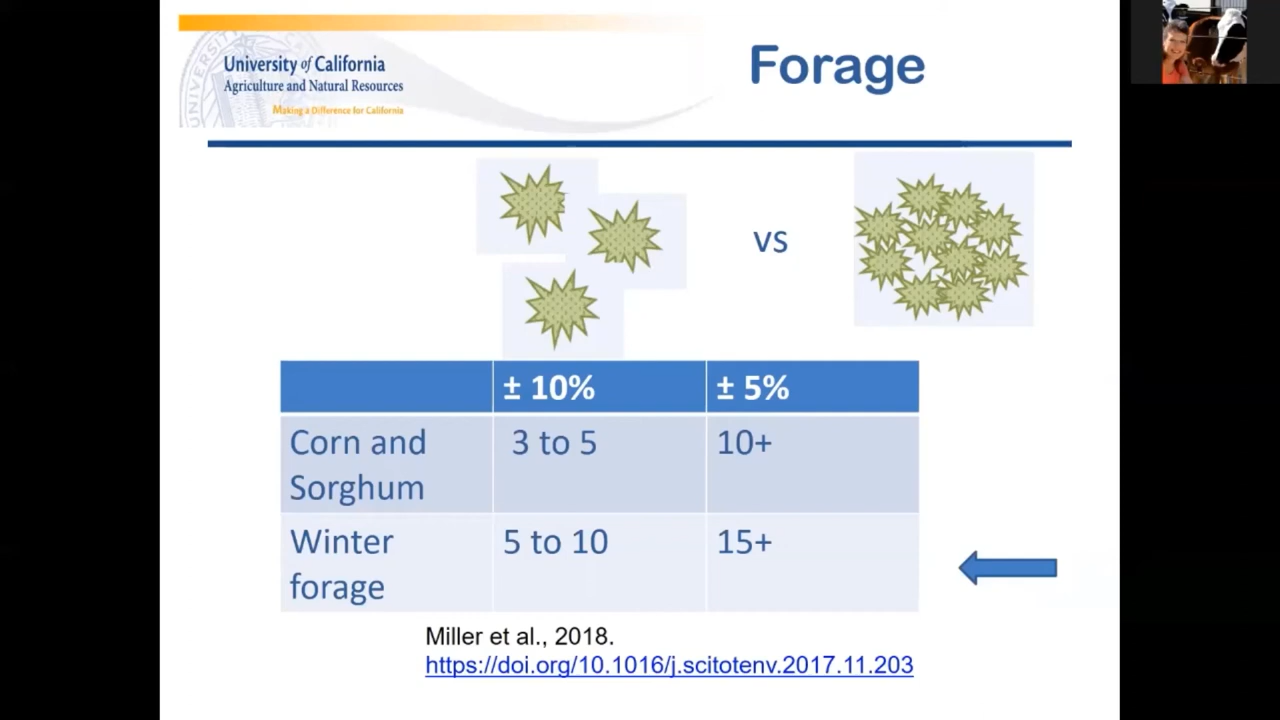 University of California
Agriculture and Natural Resources
Making a Difference for California
Forage
vs
± 10%
± 5%
Corn and
Sorghum
3 to 5
10+
Winter
forage
5 to 10
15+
Miller et al., 2018.
https://doi.org/10.1016/j.scitotenv.2017.11.203